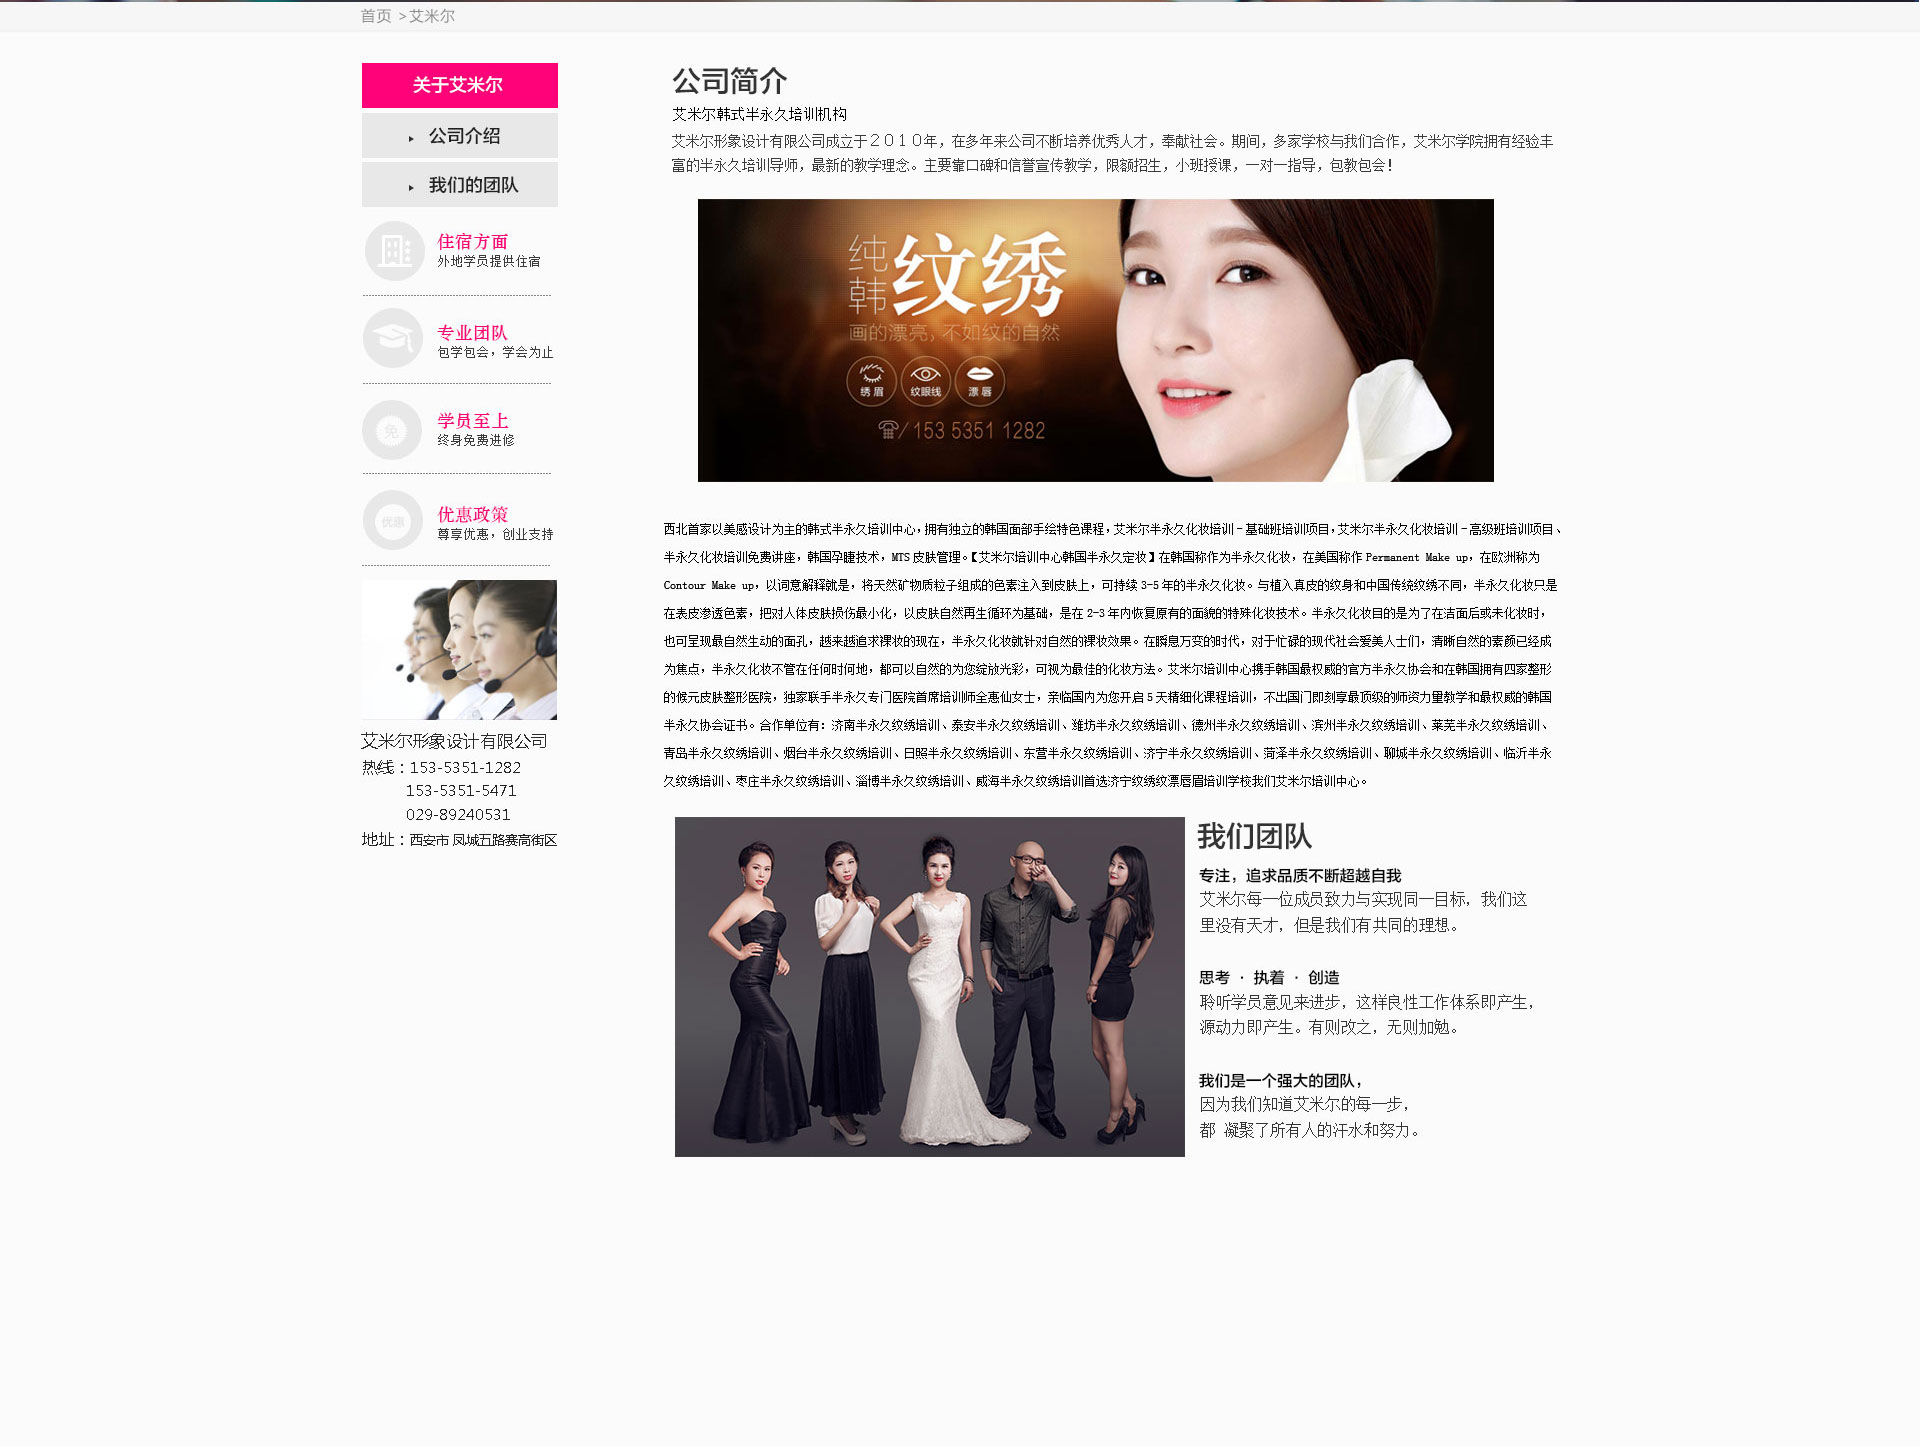 首页 >艾米尔
关于艾米尔
公司介绍
我们的团队
住宿方面
外地学员提供住宿
专业团队
包学包会，学会为止
免
学员至上
终身免费进修
优惠
优惠政策
尊享优惠，创业支持
艾米尔形象设计有限公司
热线：153-5351-1282
153-5351-5471
029-89240531
地址：西安市 凤城五路赛高街区
公司简介
艾米尔韩式半永久培训机构
艾米尔形象设计有限公司成立于２０１０年，在多年来公司不断培养优秀人才，奉献社会。期间，多家学校与我们合作，艾米尔学院拥有经验丰
富的半永久培训导师，最新的教学理念。主要靠口碑和信誉宣传教学，限额招生，小班授课，一对一指导，包教包会！
纯韩
纹绣
画的漂亮，不如纹的自然
绣眉 纹眼线 漂唇
/ 153 5351 1282
西北首家以美感设计为主的韩式半永久培训中心，拥有独立的韩国面部手绘特色课程，艾米尔半永久化妆培训－基础班培训项目，艾米尔半永久化妆培训－高级班培训项目、
半永久化妆培训免费讲座，韩国孕睫技术，MTS 皮肤管理。【艾米尔培训中心韩国半永久定妆】在韩国称作为半永久化妆，在美国称作 Permanent Make up，在欧洲称为
Contour Make up，以词意解释就是，将天然矿物质粒子组成的色素注入到皮肤上，可持续 3-5 年的半永久化妆。与植入真皮的纹身和中国传统纹绣不同，半永久化妆只是
在表皮渗透色素，把对人体皮肤损伤最小化，以皮肤自然再生循环为基础，是在 2-3 年内恢复原有的面貌的特殊化妆技术。半永久化妆目的是为了在洁面后或未化妆时，
也可呈现最自然生动的面孔，越来越追求裸妆的现在，半永久化妆就针对自然的裸妆效果。在瞬息万变的时代，对于忙碌的现代社会爱美人士们，清晰自然的素颜已经成
为焦点，半永久化妆不管在任何时何地，都可以自然的为您绽放光彩，可视为最佳的化妆方法。艾米尔培训中心携手韩国最权威的官方半永久协会和在韩国拥有四家整形
的候元皮肤整形医院，独家联手半永久专门医院首席培训师全惠仙女士，亲临国内为您开启 5 天精细化课程培训，不出国门即刻享最顶级的师资力量教学和最权威的韩国
半永久协会证书。合作单位有：济南半永久纹绣培训、泰安半永久纹绣培训、潍坊半永久纹绣培训、德州半永久纹绣培训、滨州半永久纹绣培训、莱芜半永久纹绣培训、
青岛半永久纹绣培训、烟台半永久纹绣培训、日照半永久纹绣培训、东营半永久纹绣培训、济宁半永久纹绣培训、菏泽半永久纹绣培训、聊城半永久纹绣培训、临沂半永
久纹绣培训、枣庄半永久纹绣培训、淄博半永久纹绣培训、威海半永久纹绣培训首选济宁纹绣纹漂唇眉培训学校我们艾米尔培训中心。
我们团队
专注，追求品质不断超越自我
艾米尔每一位成员致力与实现同一目标，我们这
里没有天才，但是我们有共同的理想。
思考 · 执着 · 创造
聆听学员意见来进步，这样良性工作体系即产生，
源动力即产生。有则改之，无则加勉。
我们是一个强大的团队，
因为我们知道艾米尔的每一步，
都 凝聚了所有人的汗水和努力。